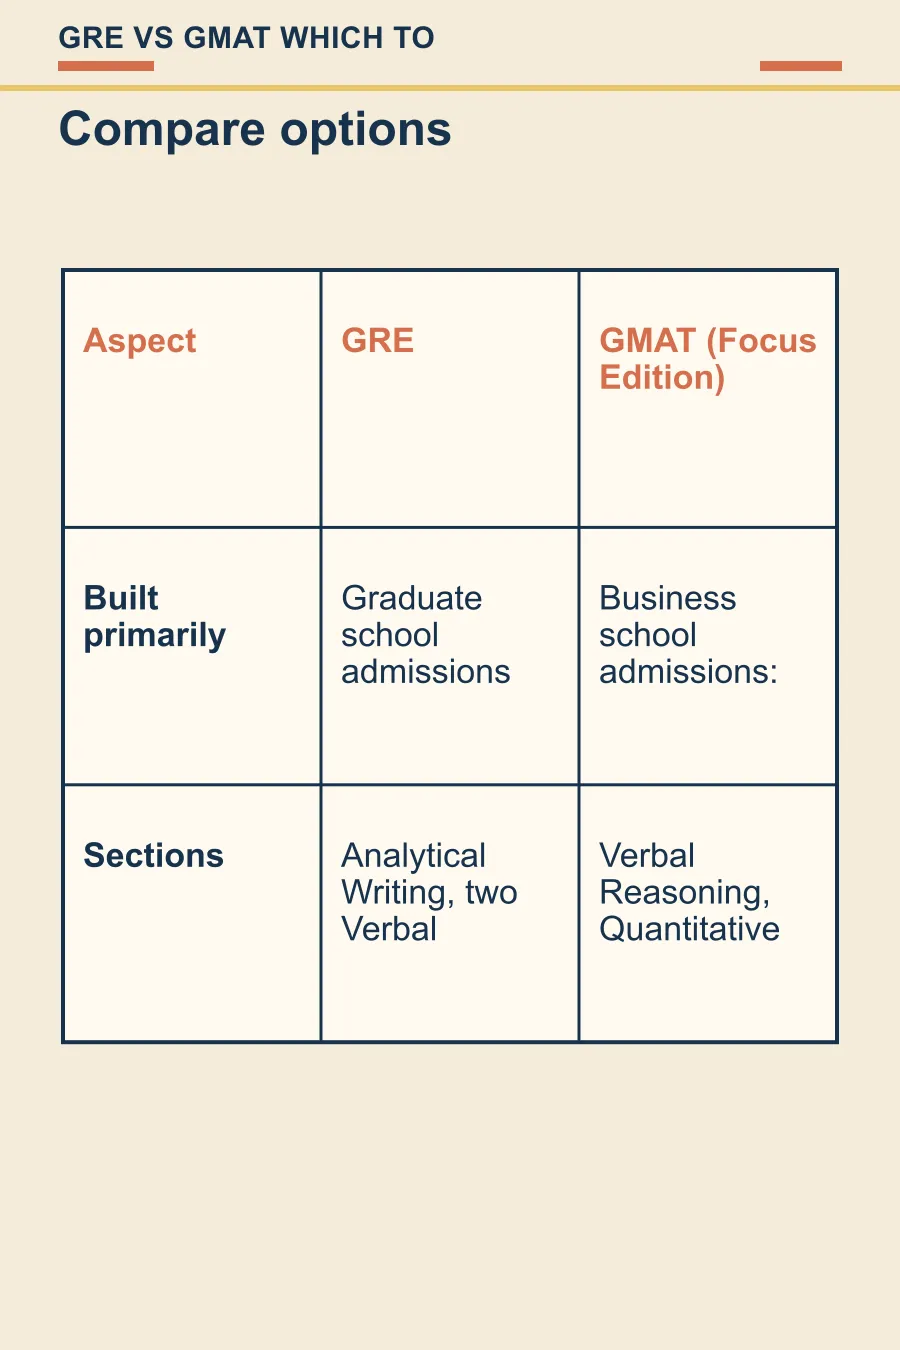 GRE VS GMAT WHICH TO
Compare options
Aspect
GRE
GMAT (Focus
Edition)
Built
primarily
Graduate
school
admissions
Business
school
admissions:
Sections
Analytical
Writing, two
Verbal
Verbal
Reasoning,
Quantitative